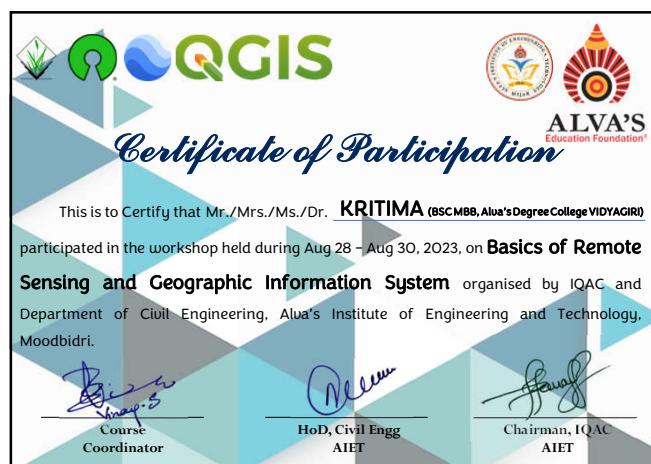 QGIS
ALVA'S
Education Foundation®
Certificate of Participation
This is to Certify that Mr./Mrs./Ms./Dr. KRITIMA (BSC MBB, Alva's Degree College VIDYAGIRI)
participated in the workshop held during Aug 28 – Aug 30, 2023, on Basics of Remote
Sensing and Geographic Information System organised by IQAC and
Department of Civil Engineering, Alva's Institute of Engineering and Technology,
Moodbidri.
Vinay.S
Course
Coordinator
HoD, Civil Engg
AIET
Chairman, IQAC
AIET